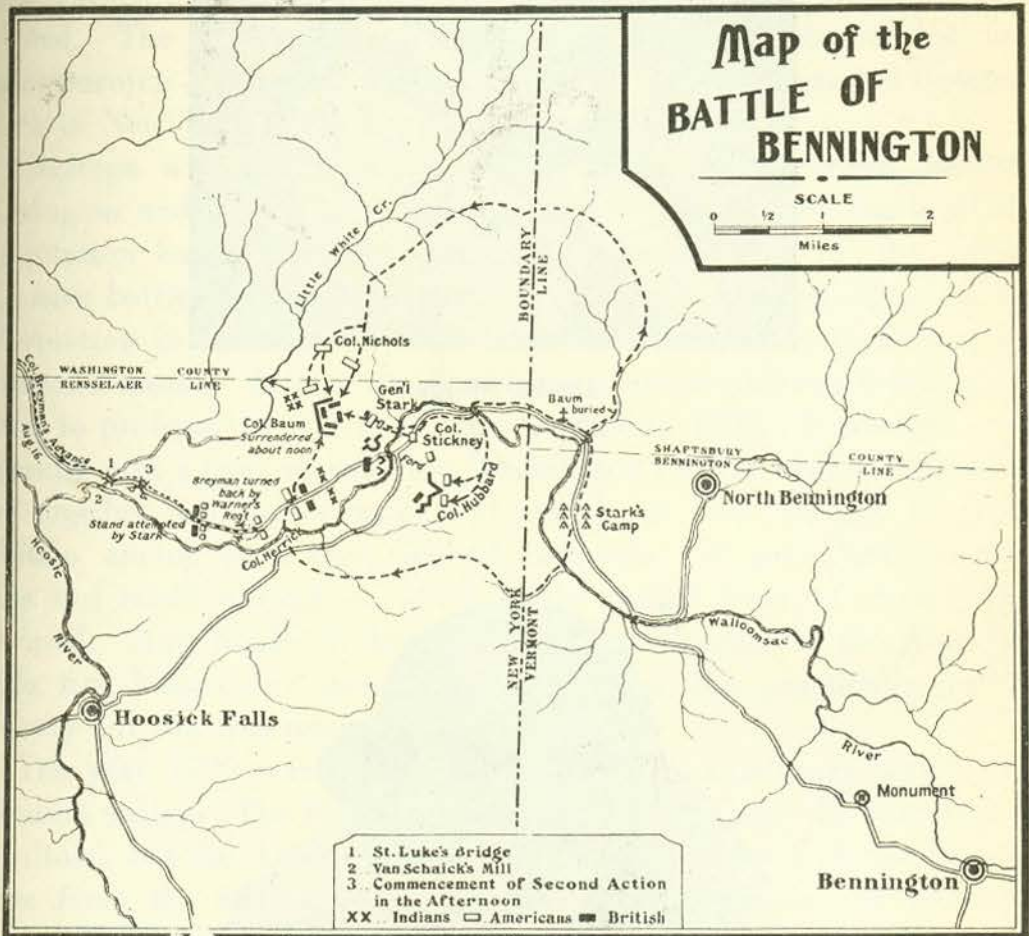 Map of the
BATTLE OF
BENNINGTON
SCALE
0 ½ 1 2
Miles
Little White Cr.
BOUNDARY
LINE
Col. Nichols
WASHINGTON COUNTY
RENSSELAER LINE
Col. Breyman's Advance
Aug. 16.
Gen'l
Stark
Col. Baum
Surrendered
about noon
Col.
Stickney
Ford
Baum
buried
SHAFTSBURY COUNTY
BENNINGTON LINE
1
3
2
Breyman turned
back by
Warner's
Reg't
Stand attempted
by Stark
XX
XX
XX
XX
Col. Hubbard
North Bennington
Stark's
Camp
Col. Herrick
Hoosic
River
NEW YORK
VERMONT
Walloomsac
River
Hoosick Falls
Monument
Bennington
1. St. Luke's Bridge
2. Van Schaick's Mill
3. Commencement of Second Action
in the Afternoon
XX Indians Americans British